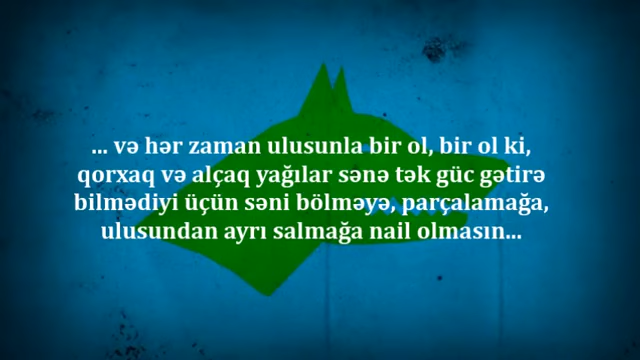 ... və hər zaman ulusunla bir ol, bir ol ki,
qorxaq və alçaq yağılar sənə tək güc gətirə
bilmədiyi üçün səni bölməyə, parçalamağa,
ulusundan ayrı salmağa nail olmasın...